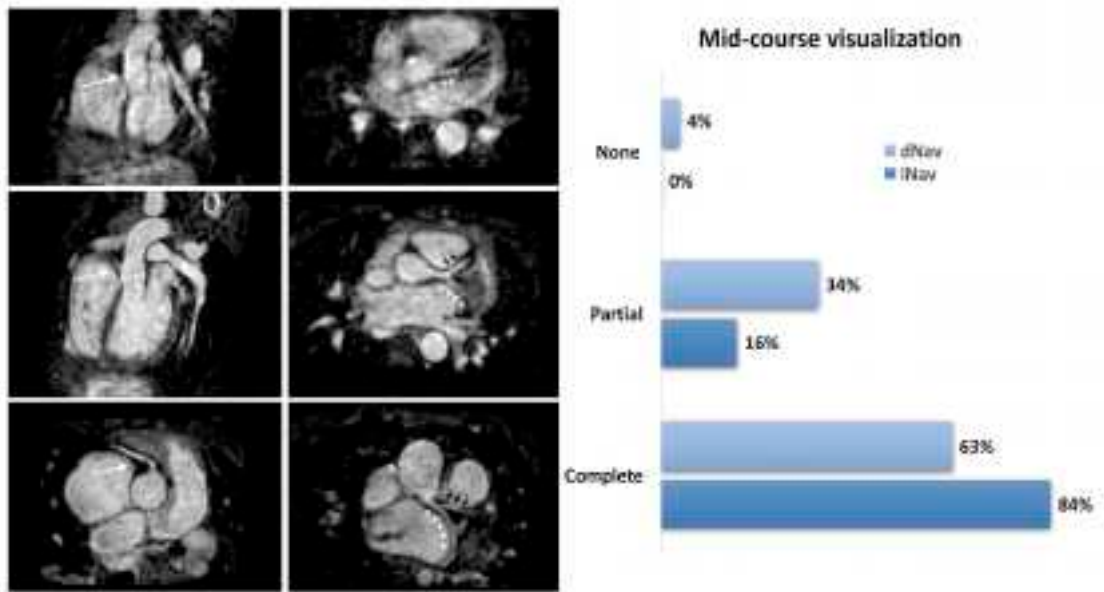 Mid-course visualization
None
4%
0%
dNav
iNav
Partial
34%
16%
Complete
63%
84%